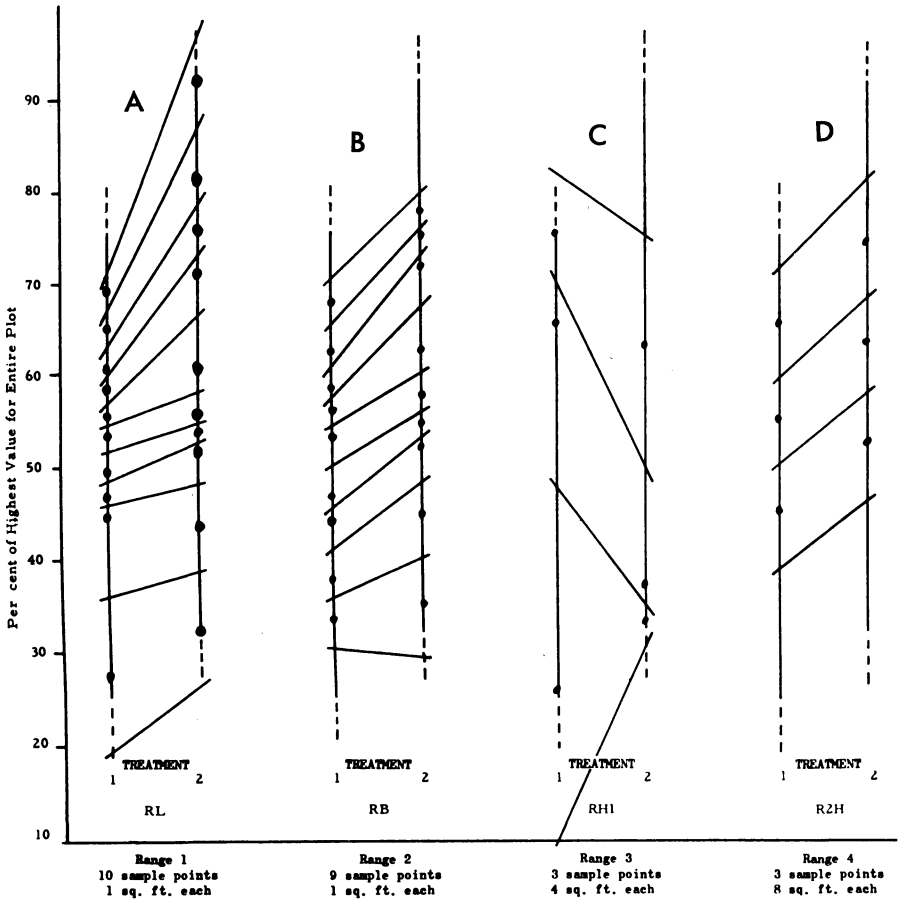 Per cent of Highest Value for Entire Plot
90
80
70
60
50
40
30
20
10
A
B
C
D
TREATMENT
1 2
RL
TREATMENT
1 2
RB
TREATMENT
1 2
RH1
TREATMENT
1 2
R2H
Range 1
10 sample points
1 sq. ft. each
Range 2
9 sample points
1 sq. ft. each
Range 3
3 sample points
4 sq. ft. each
Range 4
3 sample points
8 sq. ft. each